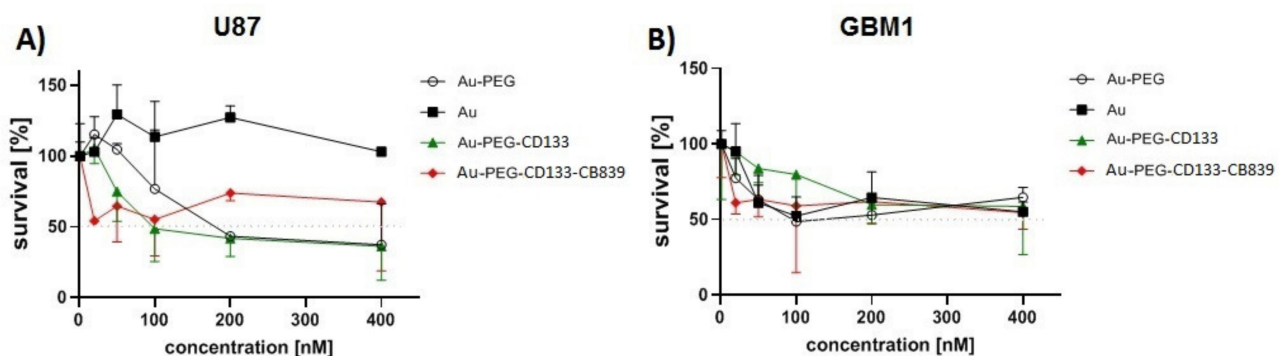 A)
U87
survival [%]
150
100
50
0
0 100 200 300 400
concentration [nM]
Au-PEG
Au
Au-PEG-CD133
Au-PEG-CD133-CB839
B)
GBM1
survival [%]
150
100
50
0
0 100 200 300 400
concentration [nM]
Au-PEG
Au
Au-PEG-CD133
Au-PEG-CD133-CB839